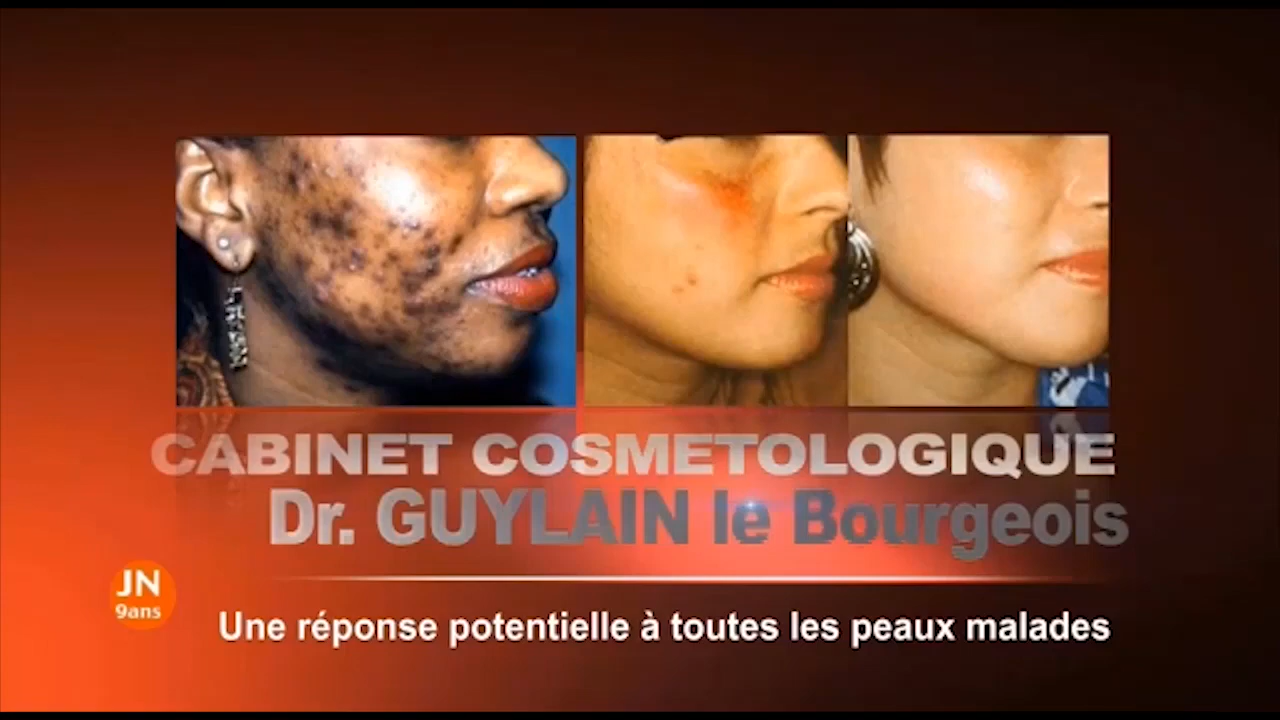 CABINET COSMETOLOGIQUE
Dr. GUYLAIN le Bourgeois
JN
9ans
Une réponse potentielle à toutes les peaux malades